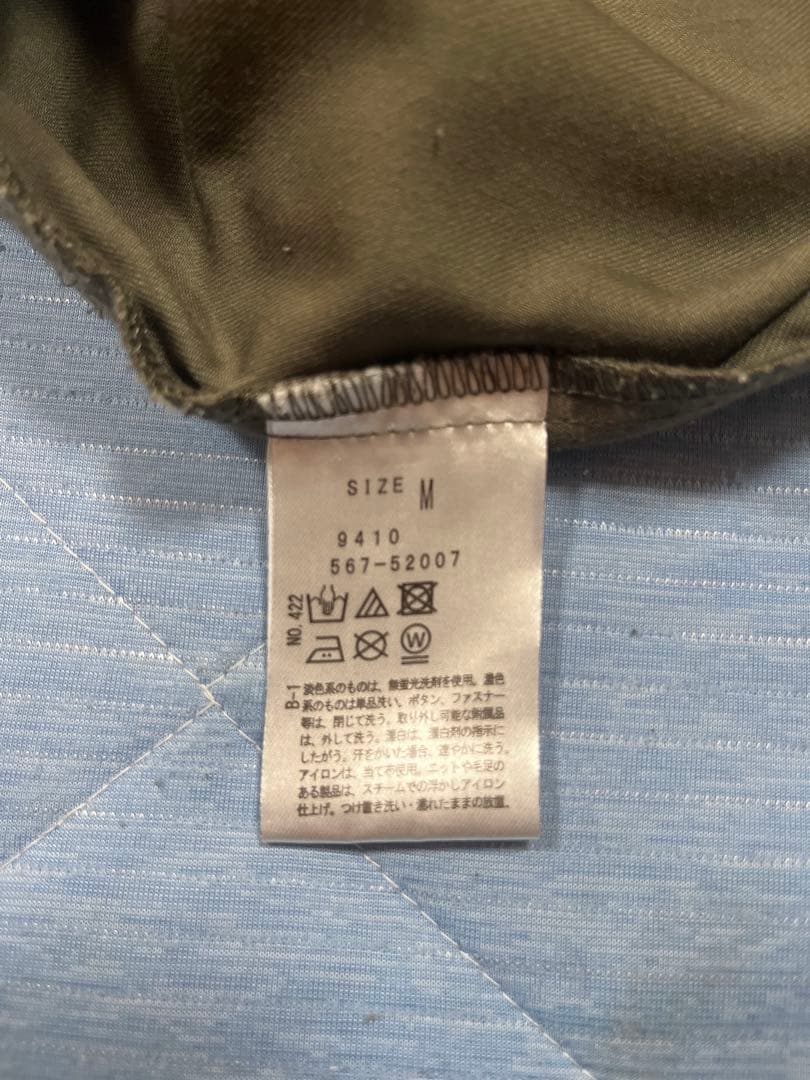 SIZE M
9410
567-52007
NO.422
B-1
淡色系のものは、無蛍光洗剤を使用。濃色
系のものは単品洗い。ボタン、ファスナー
等は、閉じて洗う。取り外し可能な附属品
は、外して洗う。漂白は、漂白剤の指示に
したがう。汗をかいた場合、速やかに洗う。
アイロンは、当て布使用。ニットや毛足の
ある製品は、スチームでの浮かしアイロン
仕上げ。つけ置き洗い・濡れたままの放置、
W